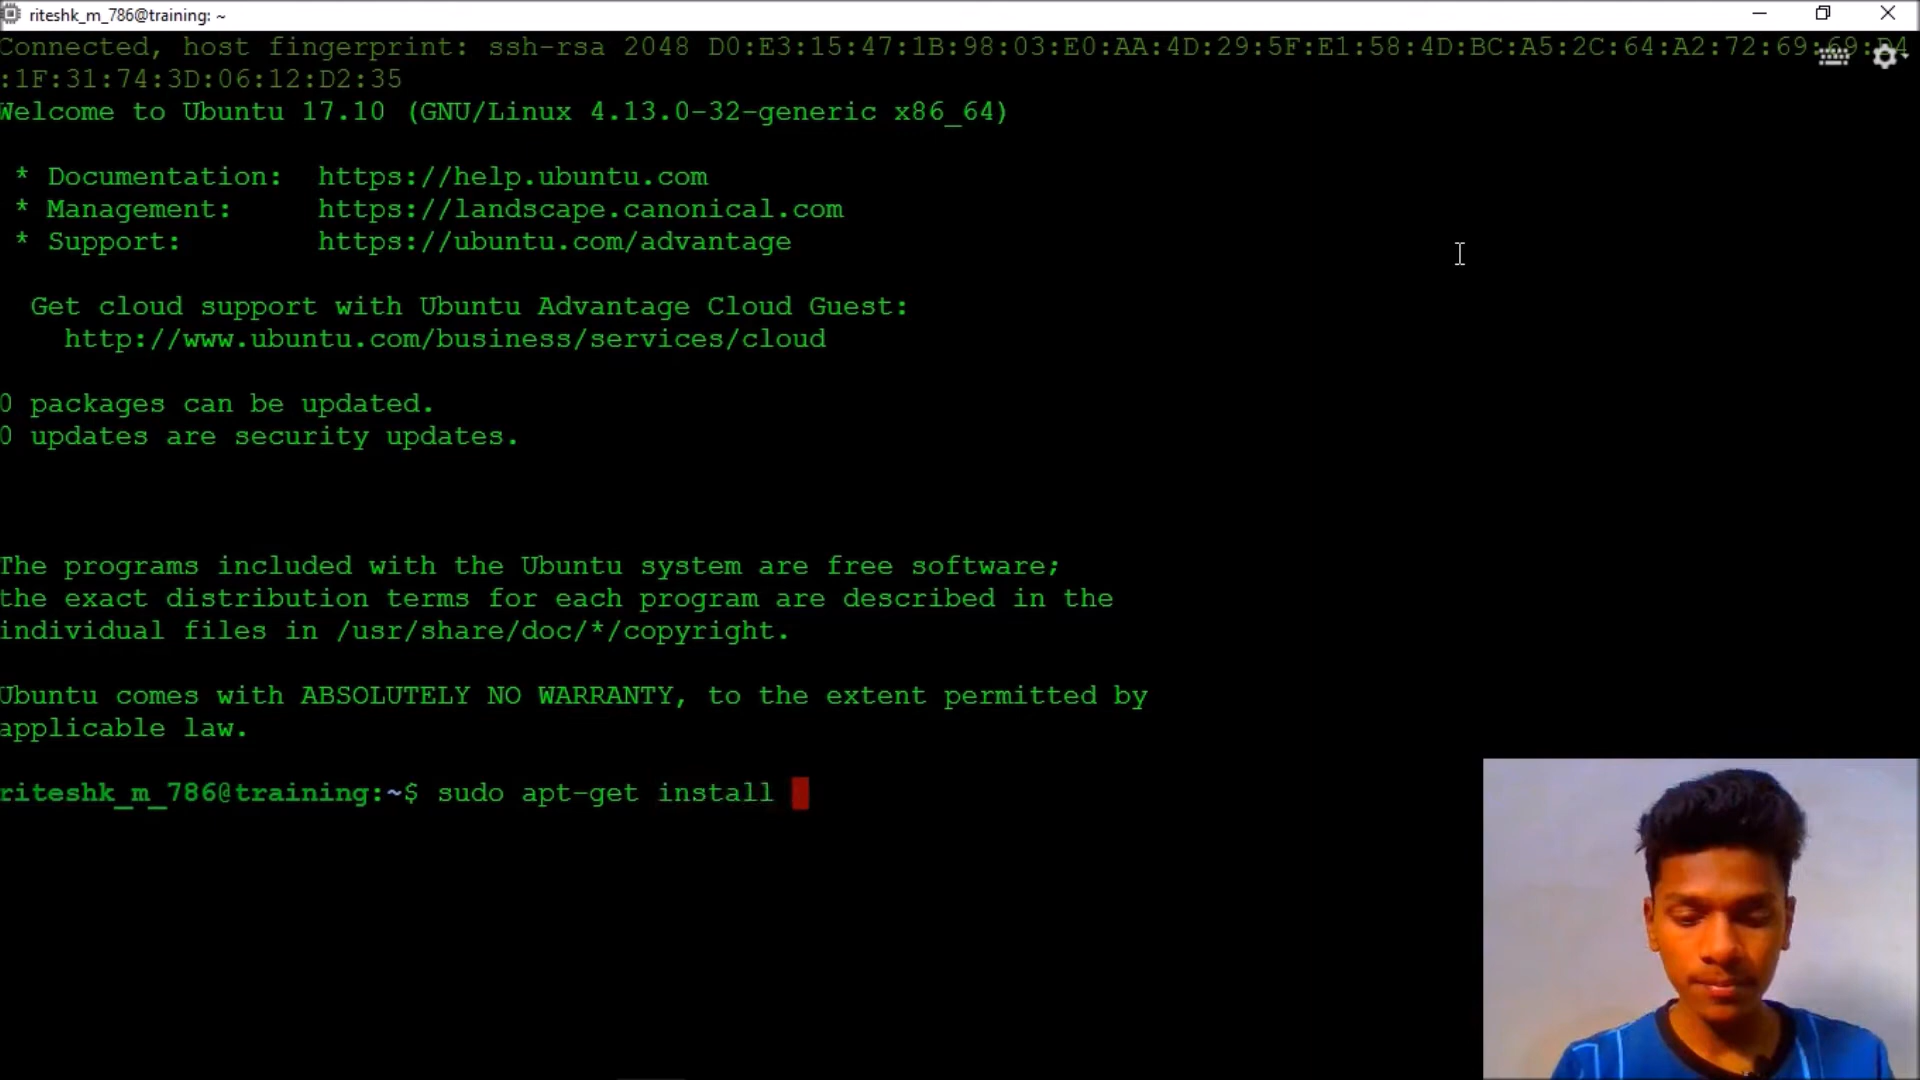 riteshk_m_786@training: ~
Connected, host fingerprint: ssh-rsa 2048 D0:E3:15:47:1B:98:03:E0:AA:4D:29:5F:E1:58:4D:BC:A5:2C:64:A2:72:69:69:D4
:1F:31:74:3D:06:12:D2:35
Welcome to Ubuntu 17.10 (GNU/Linux 4.13.0-32-generic x86_64)
* Documentation: https://help.ubuntu.com
* Management: https://landscape.canonical.com
* Support: https://ubuntu.com/advantage
Get cloud support with Ubuntu Advantage Cloud Guest:
http://www.ubuntu.com/business/services/cloud
0 packages can be updated.
0 updates are security updates.
The programs included with the Ubuntu system are free software;
the exact distribution terms for each program are described in the
individual files in /usr/share/doc/*/copyright.
Ubuntu comes with ABSOLUTELY NO WARRANTY, to the extent permitted by
applicable law.
riteshk_m_786@training:~$ sudo apt-get install